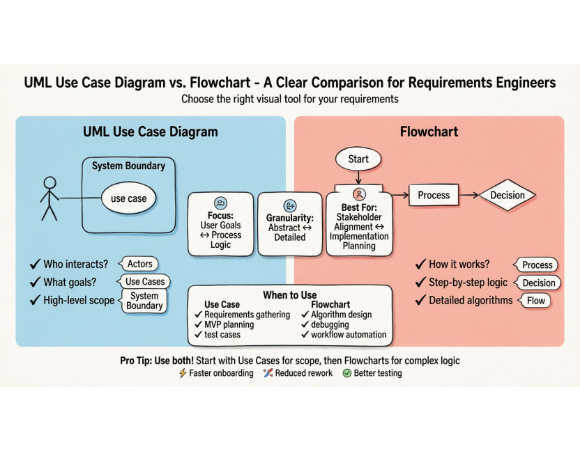 UML Use Case Diagram vs. Flowchart - A Clear Comparison for Requirements Engineers
Choose the right visual tool for your requirements
UML Use Case Diagram
System Boundary
use case
Who interacts?
Actors
What goals?
Use Cases
High-level scope
System
Boundary
Focus:
User Goals
↔ Process
Logic
Granularity:
Abstract ↔
Detailed
Best For:
Stakeholder
Alignment ↔
Implementation
Planning
Flowchart
Start
Process
Decision
How it works?
Process
Step-by-step logic
Decision
Detailed algorithms
Flow
When to Use
Use Case
✓ Requirements gathering
✓ MVP planning
✓ test cases
Flowchart
✓ Algorithm design
✓ debugging
✓ workflow automation
Pro Tip: Use both! Start with Use Cases for scope, then Flowcharts for complex logic
Faster onboarding Reduced rework Better testing